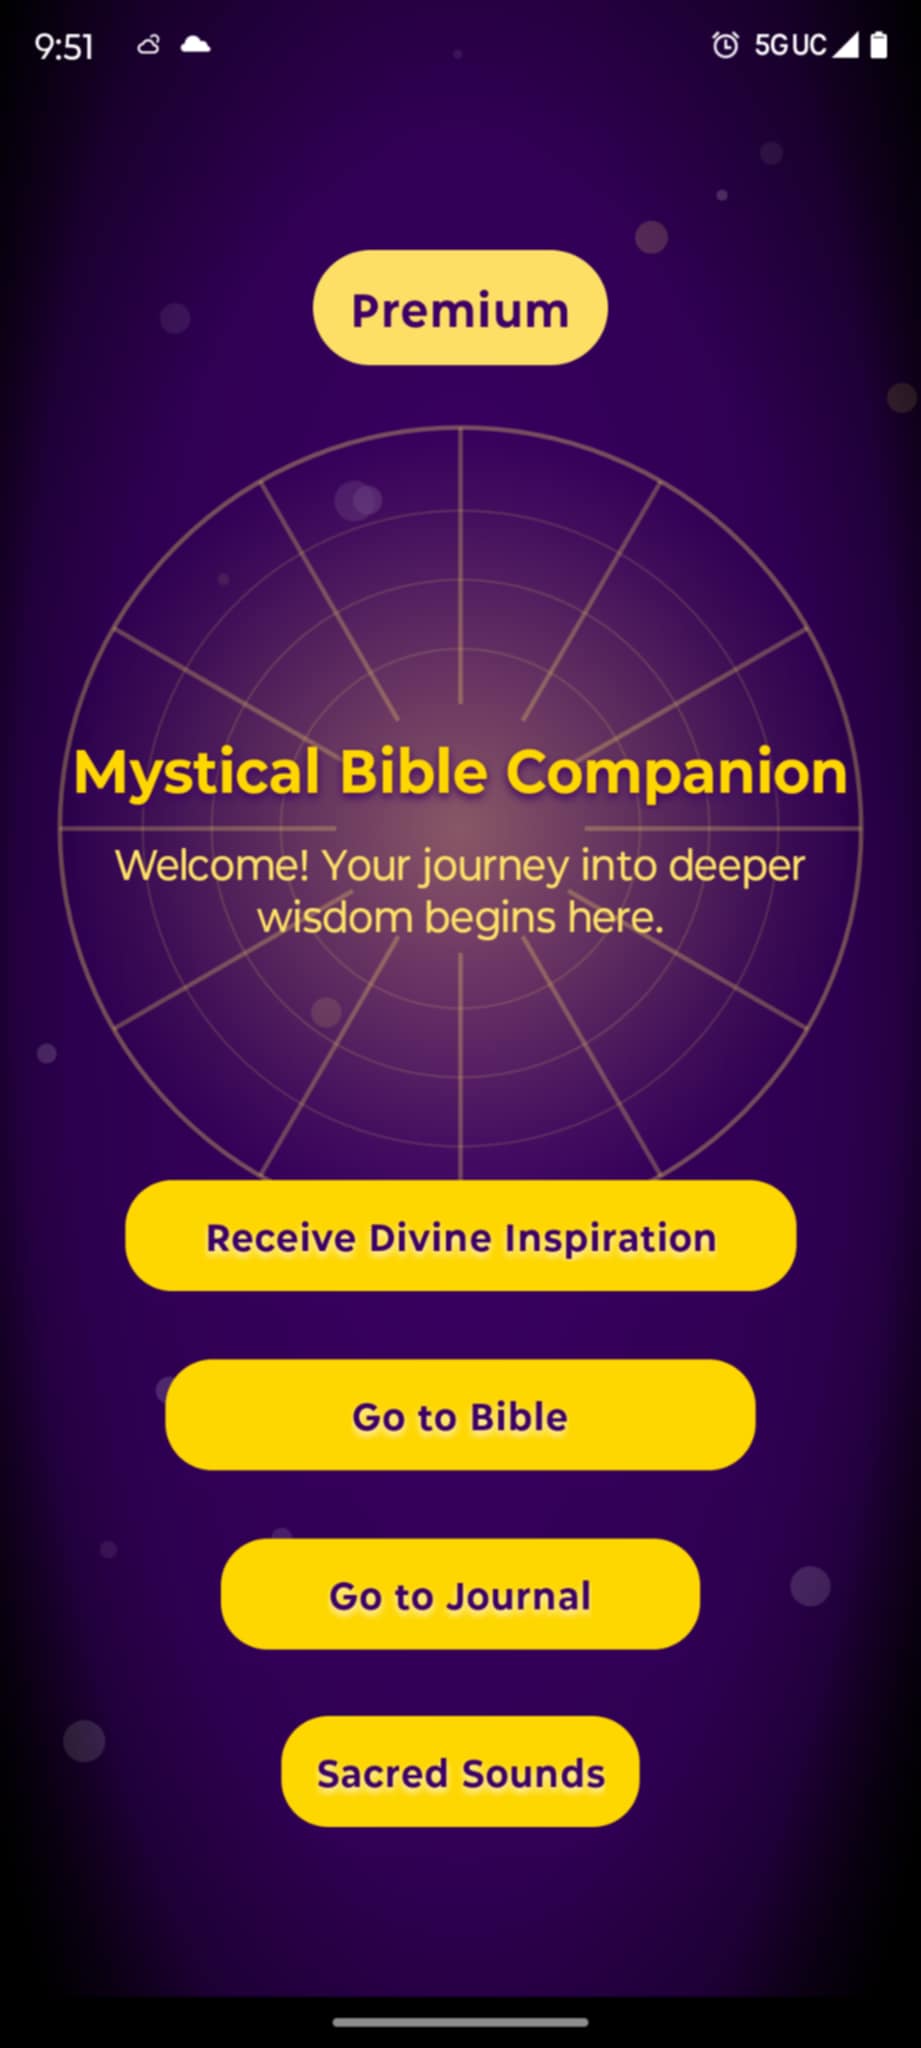 9:51
5G UC
Premium
Mystical Bible Companion
Welcome! Your journey into deeper
wisdom begins here.
Receive Divine Inspiration
Go to Bible
Go to Journal
Sacred Sounds